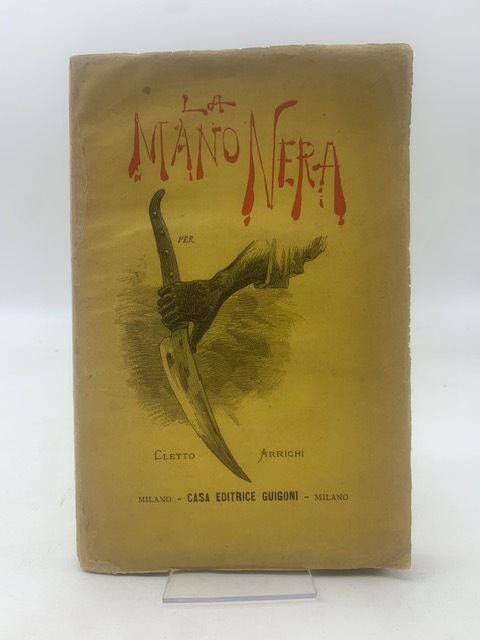 LA
MANO NERA
PER
CLETTO ARRIGHI
MILANO - CASA EDITRICE GUIGONI - MILANO